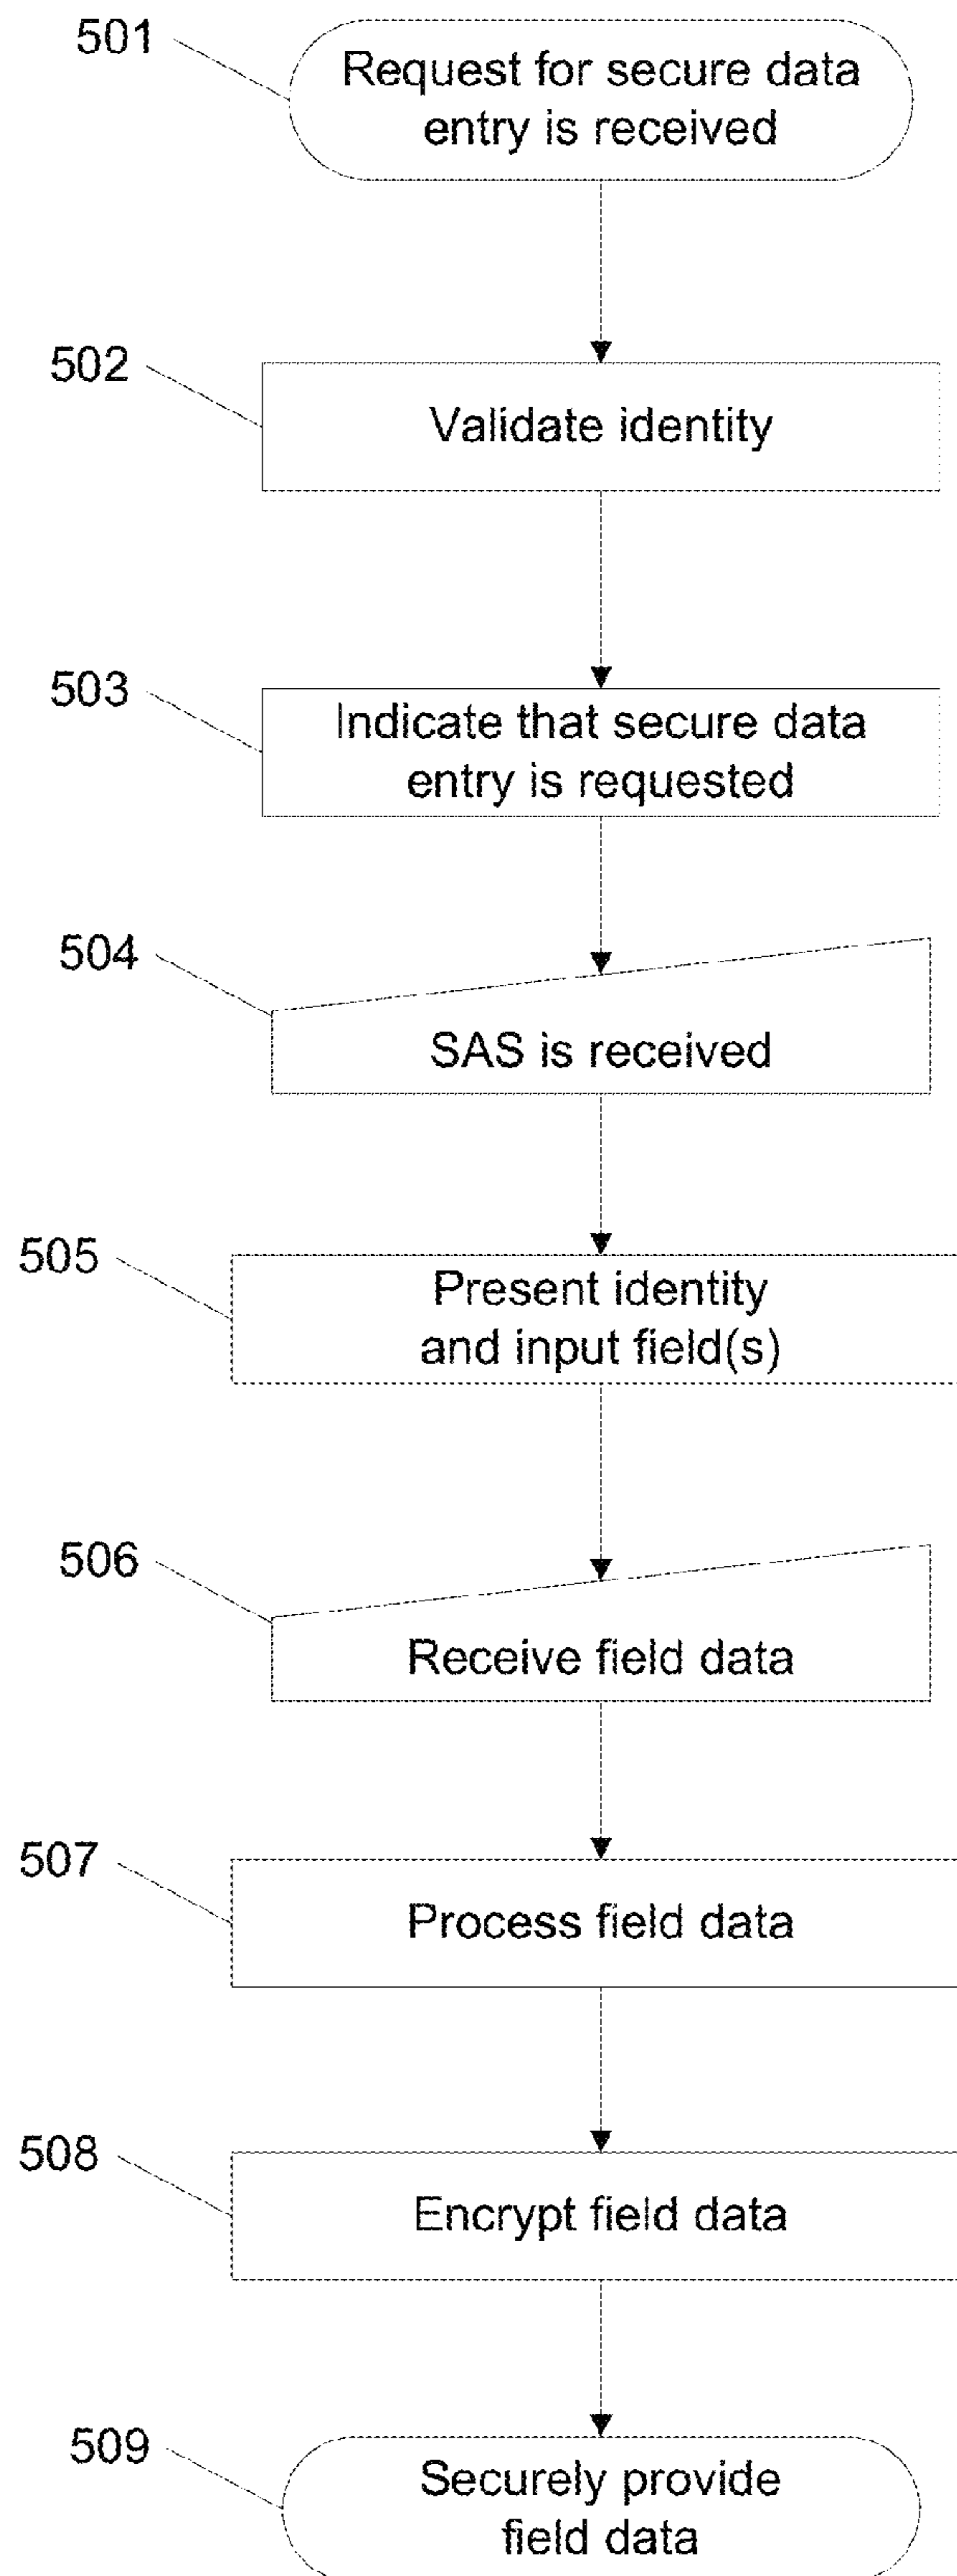 501
Request for secure data
entry is received
502
Validate identity
503
Indicate that secure data
entry is requested
504
SAS is received
505
Present identity
and input field(s)
506
Receive field data
507
Process field data
508
Encrypt field data
509
Securely provide
field data